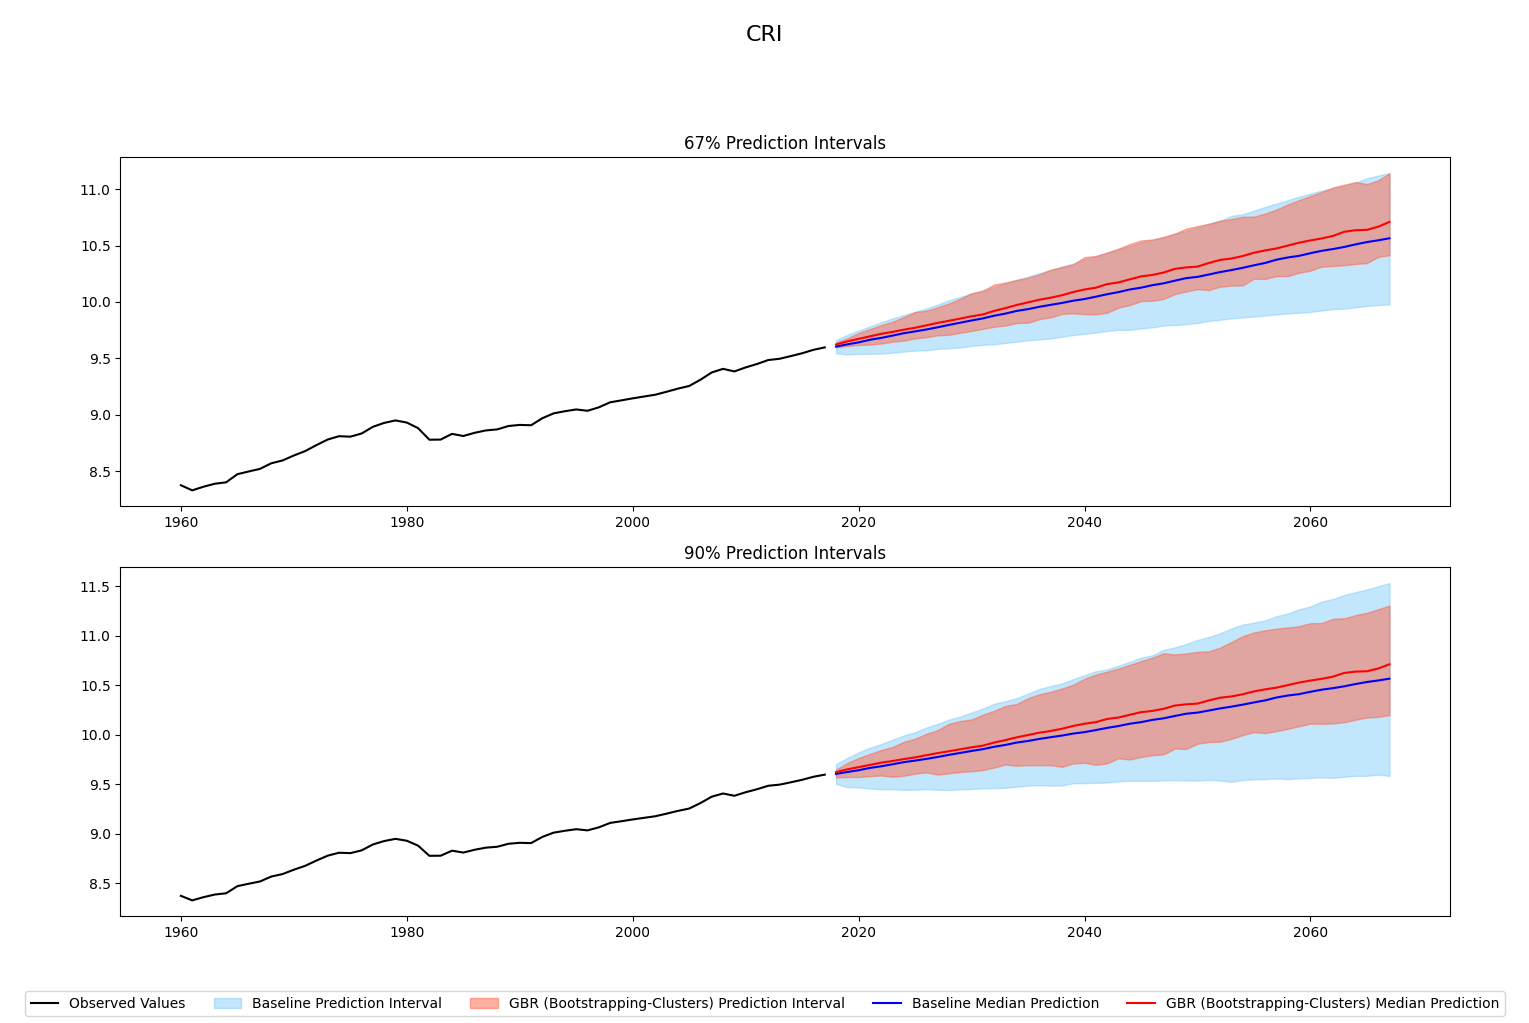 CRI
67% Prediction Intervals
11.0
10.5
10.0
9.5
9.0
8.5
1960 1980 2000 2020 2040 2060
90% Prediction Intervals
11.5
11.0
10.5
10.0
9.5
9.0
8.5
1960 1980 2000 2020 2040 2060
Observed Values Baseline Prediction Interval GBR (Bootstrapping-Clusters) Prediction Interval Baseline Median Prediction GBR (Bootstrapping-Clusters) Median Prediction